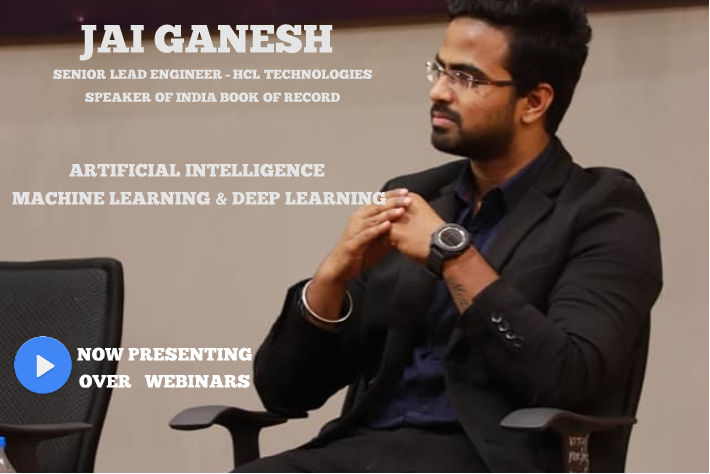 JAI GANESH
SENIOR LEAD ENGINEER - HCL TECHNOLOGIES
SPEAKER OF INDIA BOOK OF RECORD
ARTIFICIAL INTELLIGENCE
MACHINE LEARNING & DEEP LEARNING
NOW PRESENTING
OVER WEBINARS